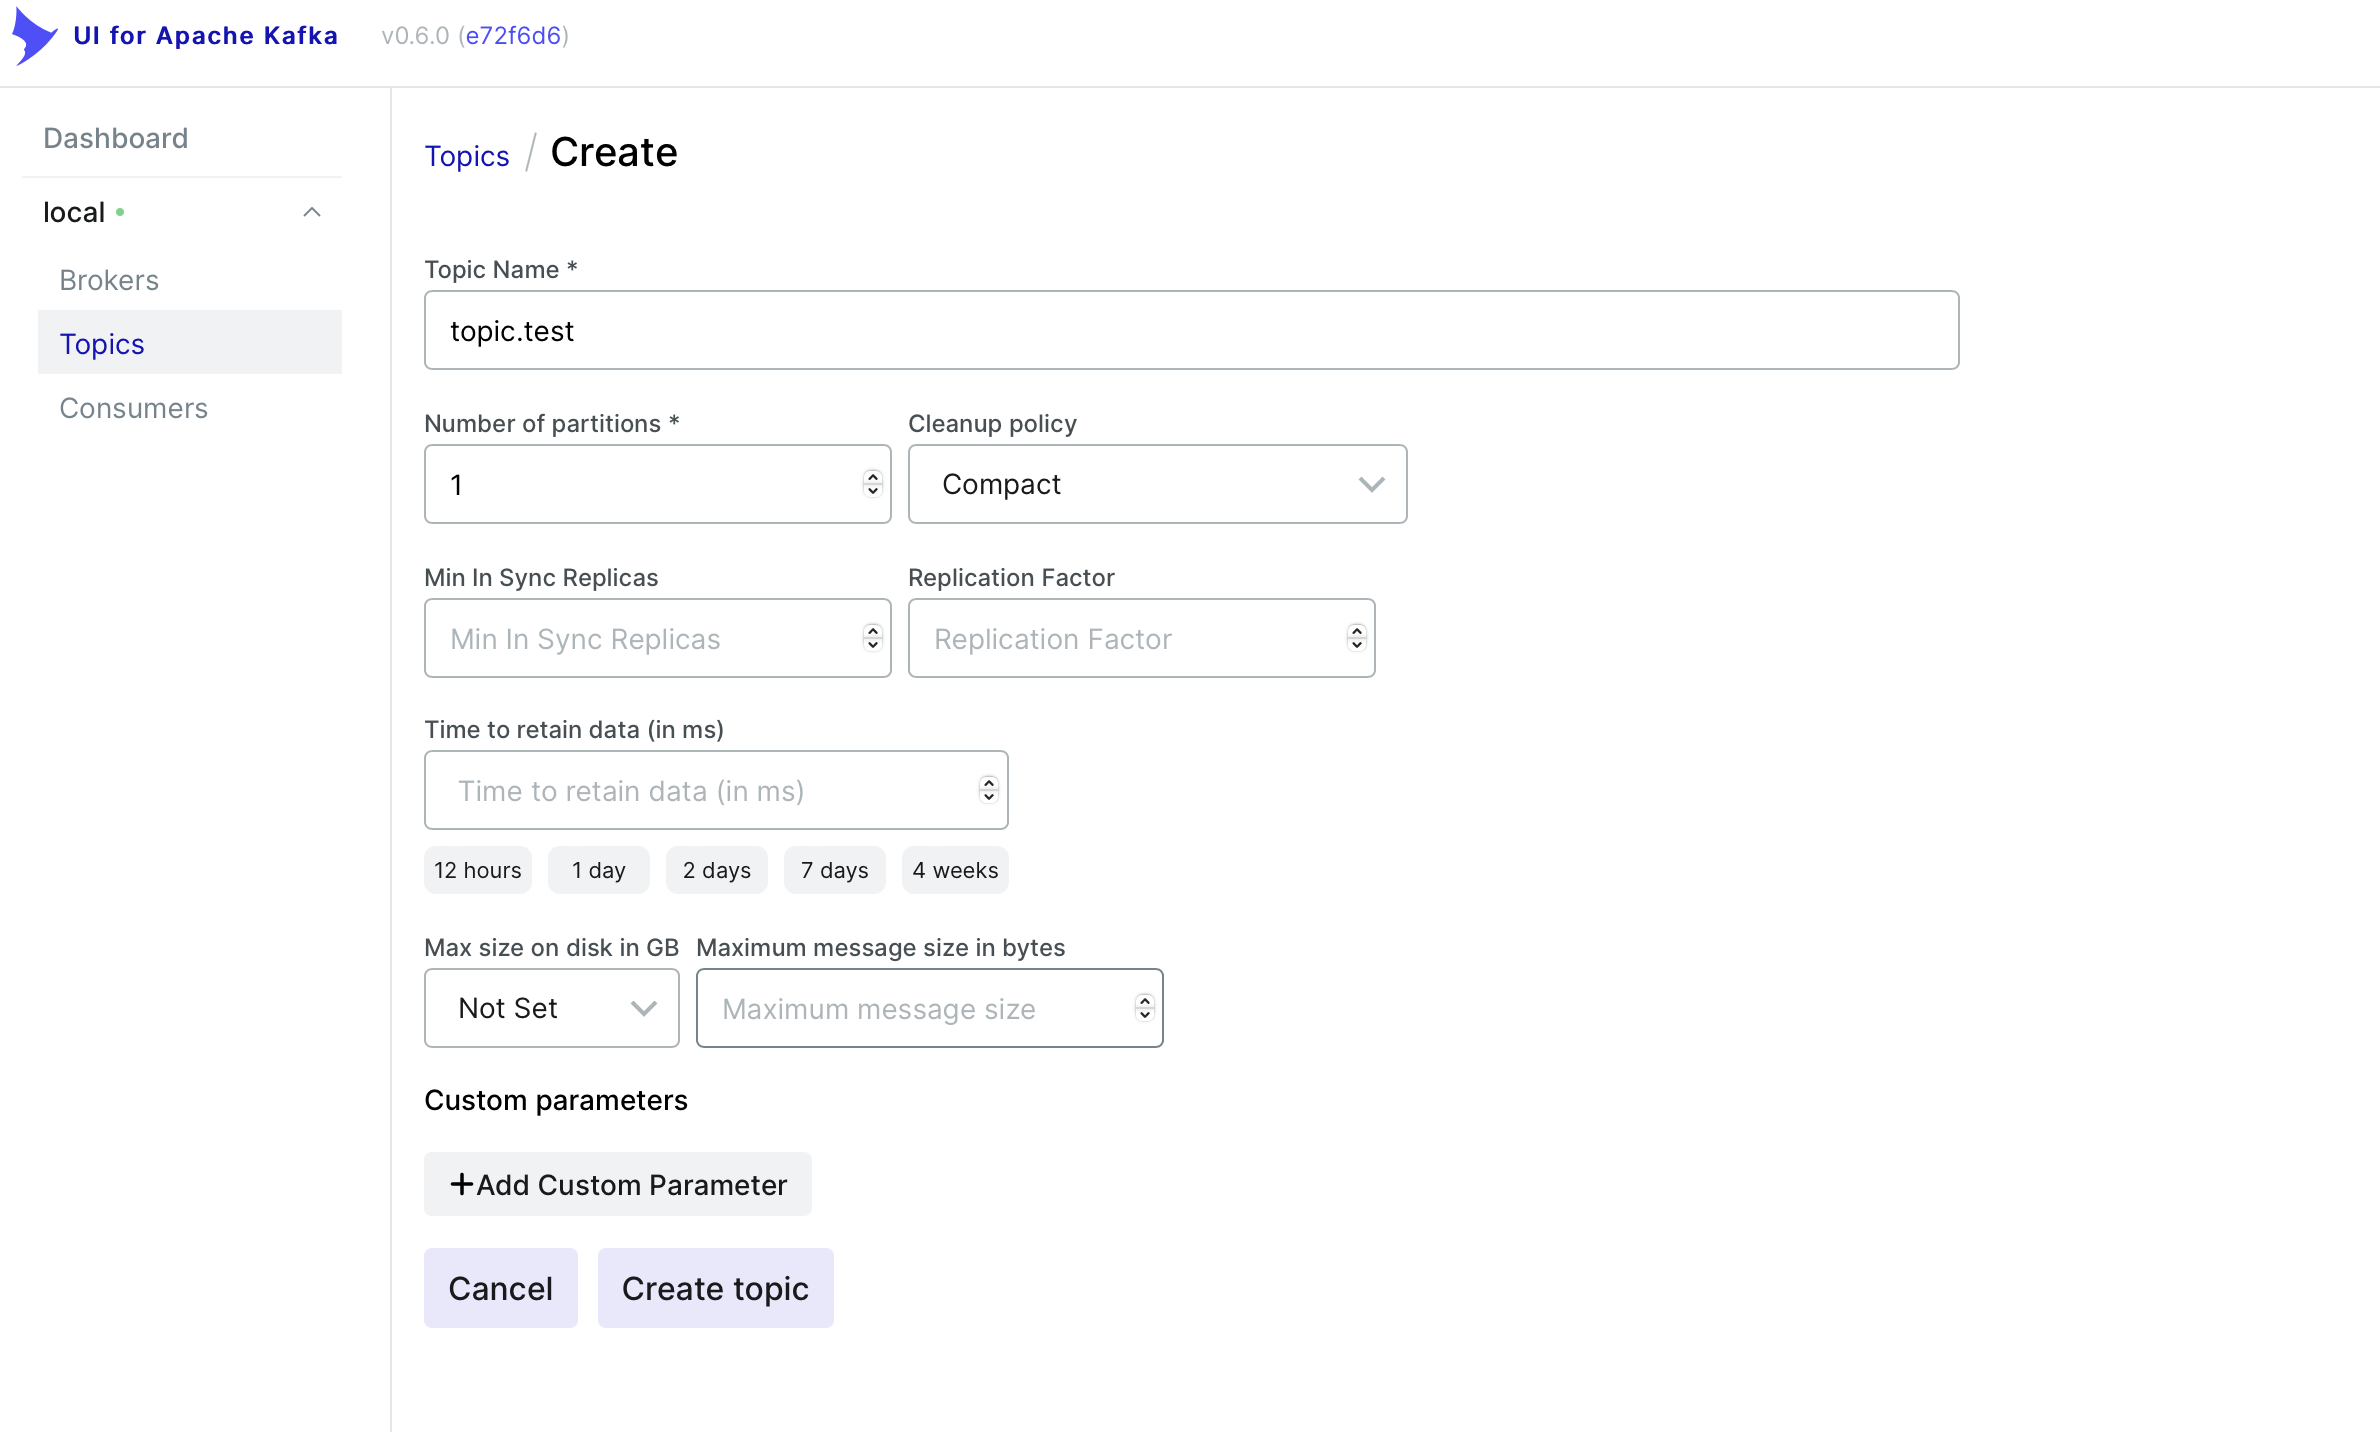 UI for Apache Kafka v0.6.0 (e72f6d6)
Dashboard
local
Brokers
Topics
Consumers
Topics / Create
Topic Name *
topic.test
Number of partitions * Cleanup policy
1 Compact
Min In Sync Replicas Replication Factor
Min In Sync Replicas Replication Factor
Time to retain data (in ms)
Time to retain data (in ms)
12 hours 1 day 2 days 7 days 4 weeks
Max size on disk in GB Maximum message size in bytes
Not Set Maximum message size
Custom parameters
+Add Custom Parameter
Cancel Create topic